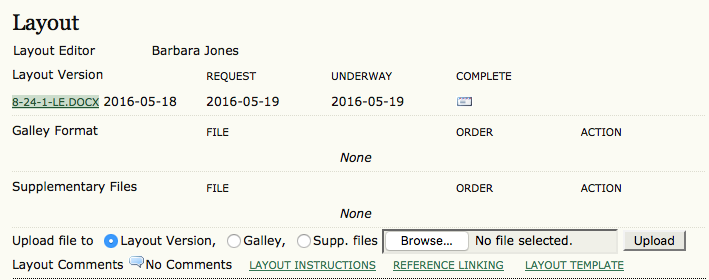 Layout
Layout Editor Barbara Jones
Layout Version REQUEST UNDERWAY COMPLETE
8-24-1-LE.DOCX 2016-05-18 2016-05-19 2016-05-19
Galley Format FILE ORDER ACTION
None
Supplementary Files FILE ORDER ACTION
None
Upload file to Layout Version, Galley, Supp. files Browse... No file selected. Upload
Layout Comments No Comments LAYOUT INSTRUCTIONS REFERENCE LINKING LAYOUT TEMPLATE